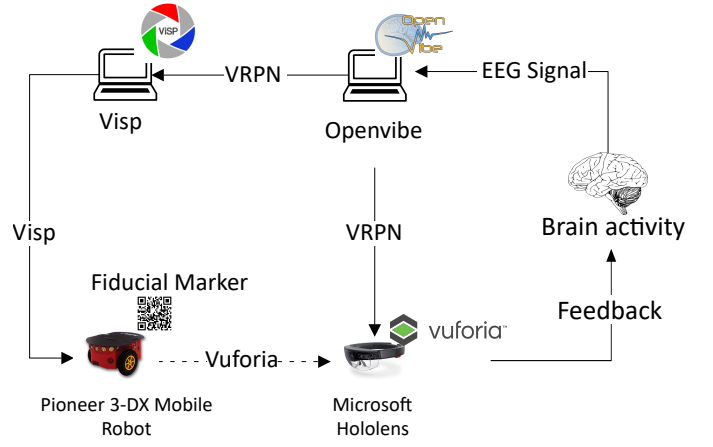 ViSP
Open
Vibe
VRPN
EEG Signal
Visp
Openvibe
Visp
VRPN
Brain activity
Fiducial Marker
Feedback
vuforia™
Vuforia
Pioneer 3-DX Mobile
Robot
Microsoft
Hololens